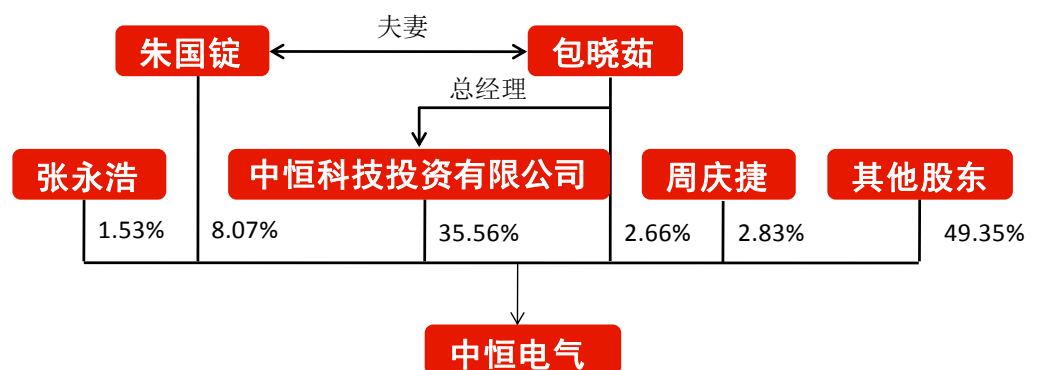 夫妻
朱国锭
包晓茹
总经理
张永浩
中恒科技投资有限公司
周庆捷
其他股东
1.53%
8.07%
35.56%
2.66%
2.83%
49.35%
中恒电气